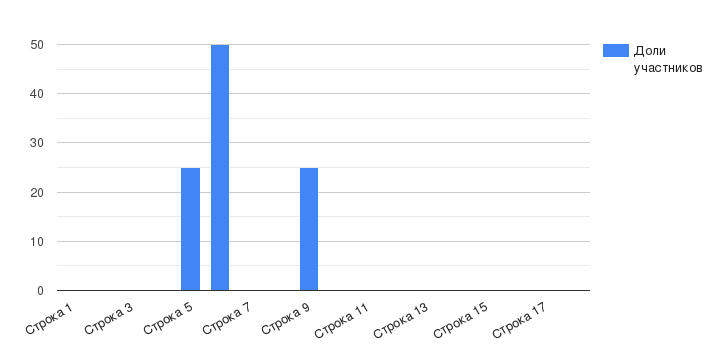 50
40
30
20
10
0
Строка 1
Строка 3
Строка 5
Строка 7
Строка 9
Строка 11
Строка 13
Строка 15
Строка 17
Доли
участников